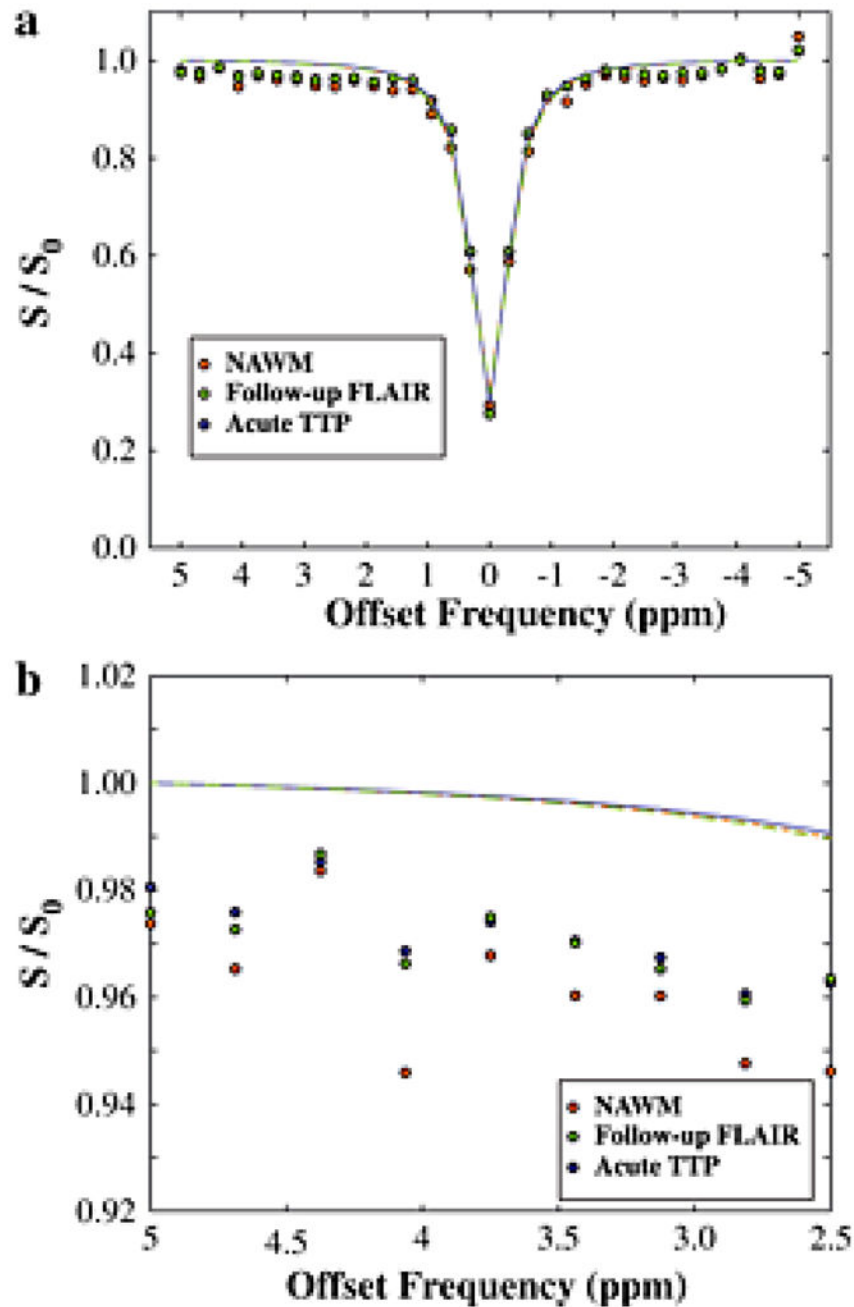 a
1.0
0.8
0.6
0.4
0.2
0.0
S / S0
NAWM
Follow-up FLAIR
Acute TTP
5 4 3 2 1 0 -1 -2 -3 -4 -5
Offset Frequency (ppm)
b
1.02
1.00
0.98
0.96
0.94
0.92
S / S0
NAWM
Follow-up FLAIR
Acute TTP
5 4.5 4 3.5 3.0 2.5
Offset Frequency (ppm)